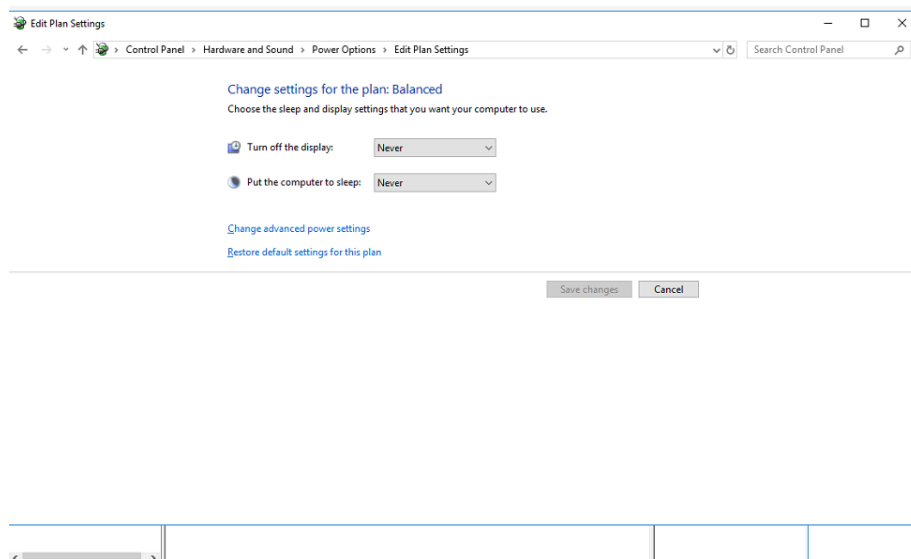 Edit Plan Settings
Control Panel > Hardware and Sound > Power Options > Edit Plan Settings
Search Control Panel
Change settings for the plan: Balanced
Choose the sleep and display settings that you want your computer to use.
Turn off the display: Never
Put the computer to sleep: Never
Change advanced power settings
Restore default settings for this plan
Save changes Cancel